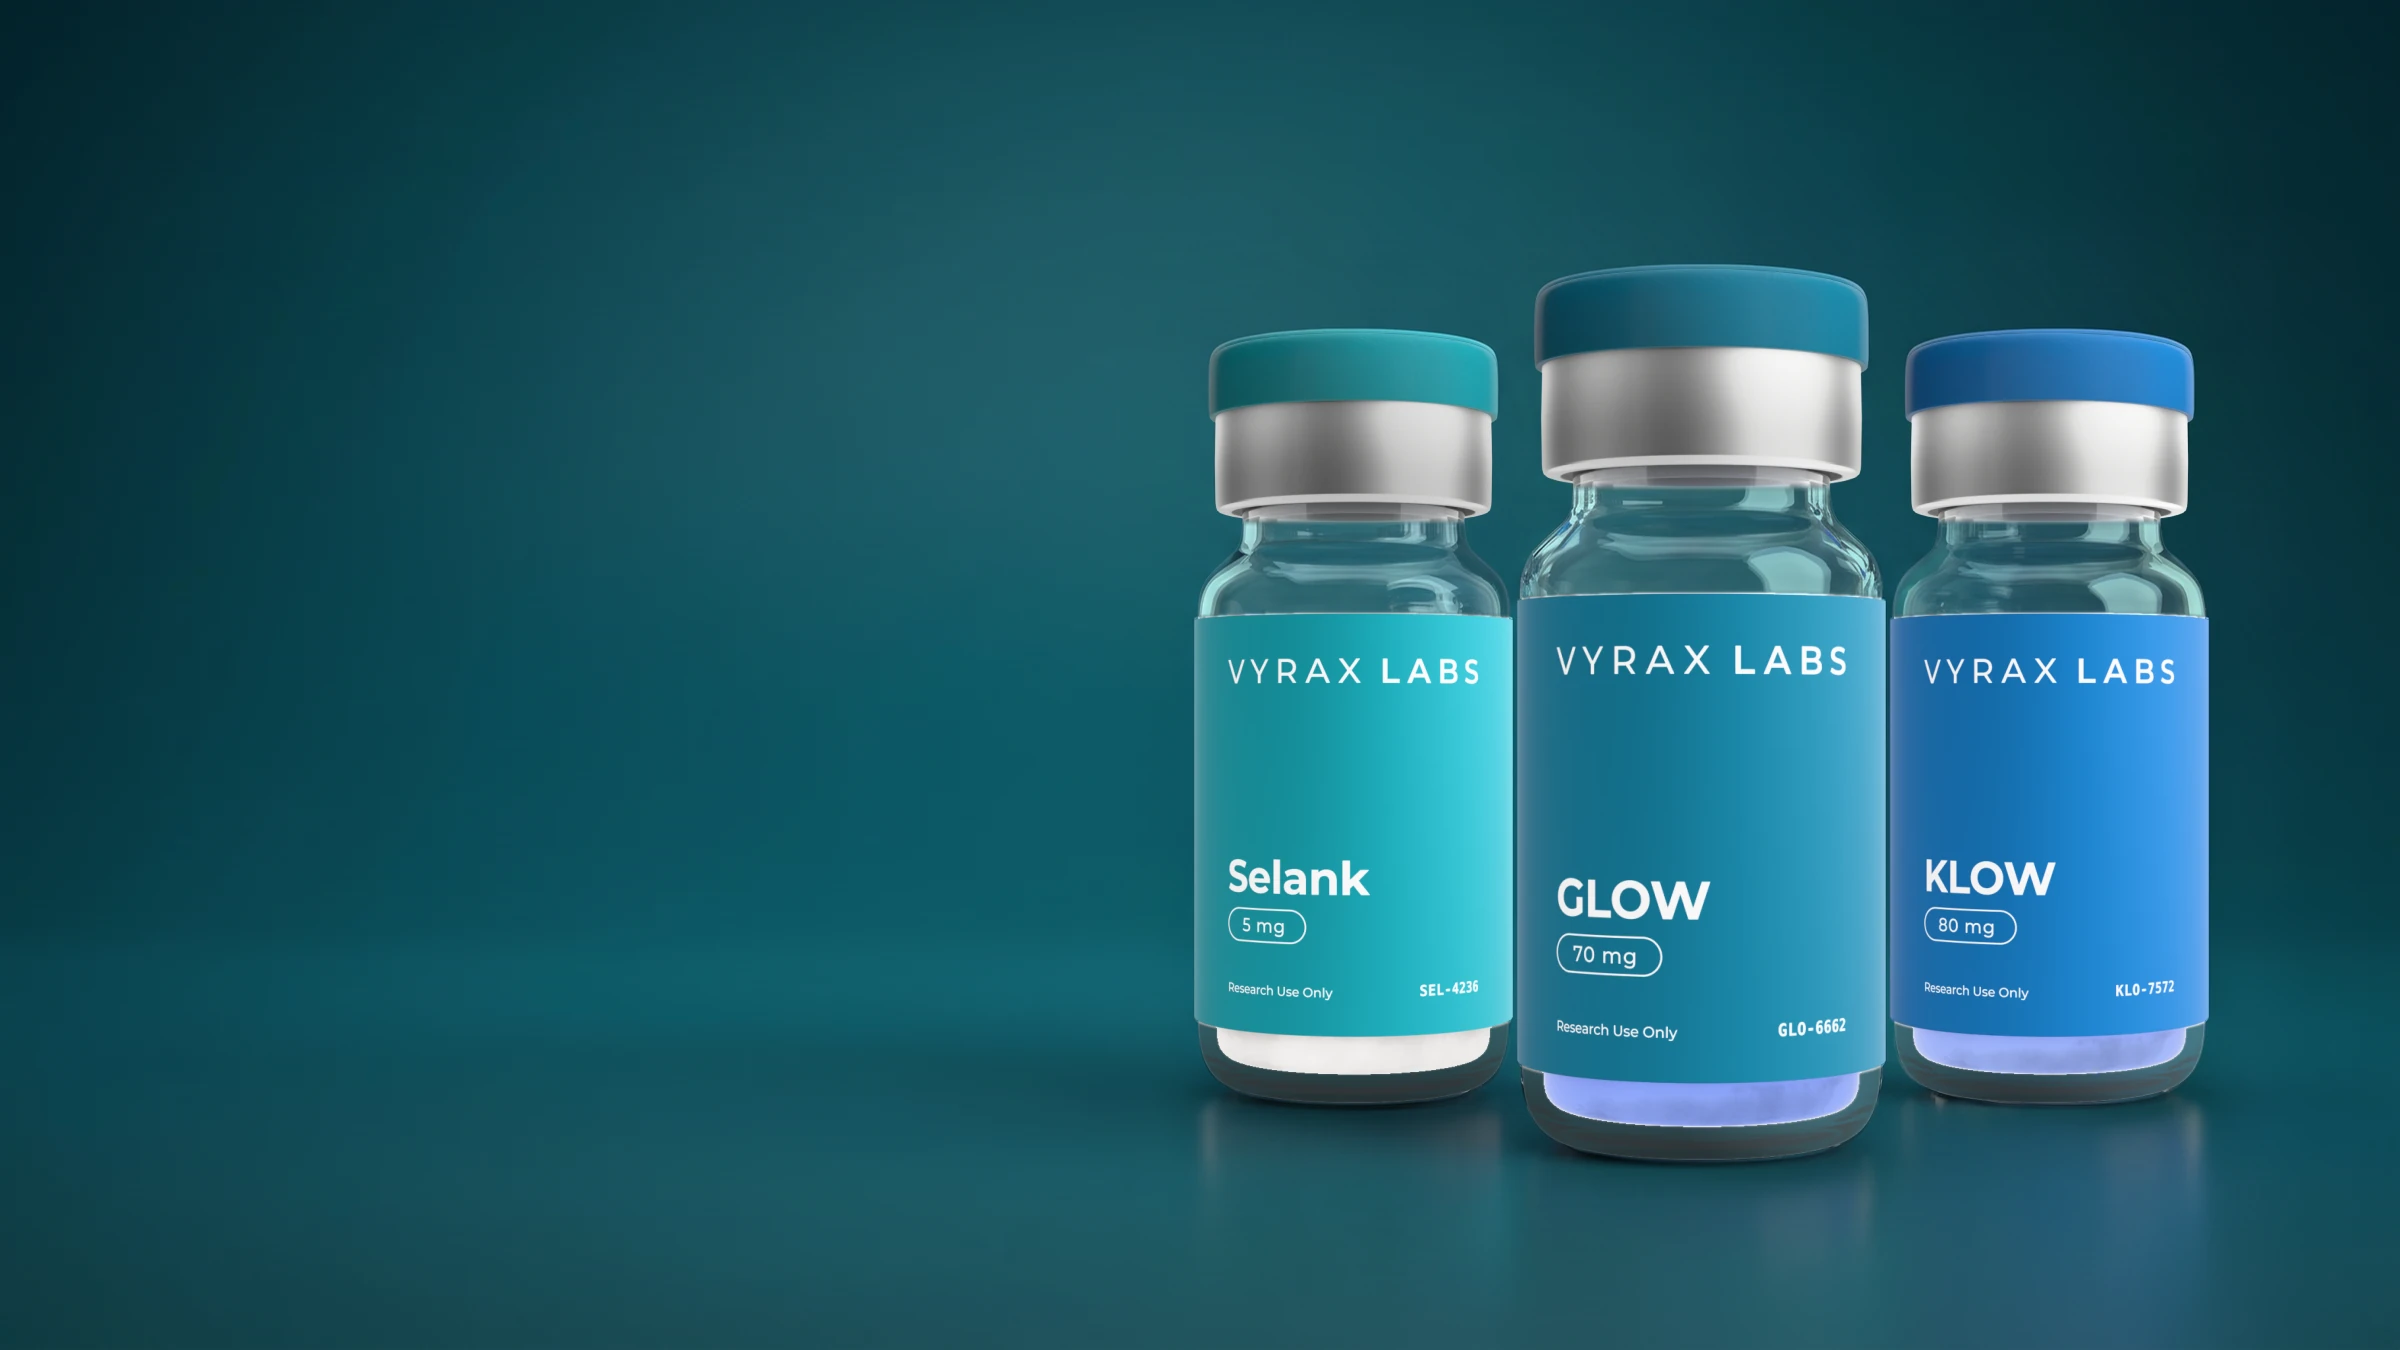 VYRAX LABS
Selank
5 mg
Research Use Only
SEL-4236
VYRAX LABS
GLOW
70 mg
Research Use Only
GLO-6662
VYRAX LABS
KLOW
80 mg
Research Use Only
KLO-7572